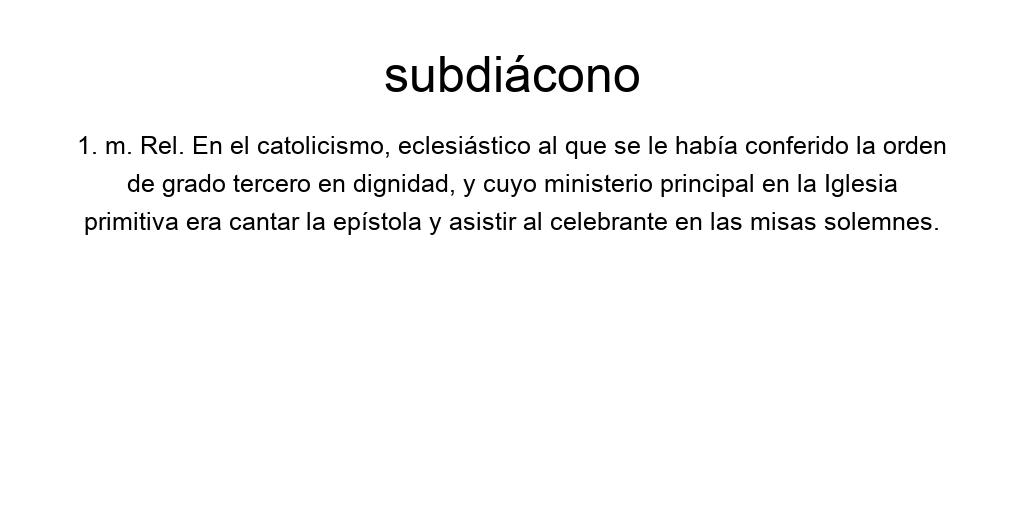 subdiácono
1. m. Rel. En el catolicismo, eclesiástico al que se le había conferido la orden
de grado tercero en dignidad, y cuyo ministerio principal en la Iglesia
primitiva era cantar la epístola y asistir al celebrante en las misas solemnes.